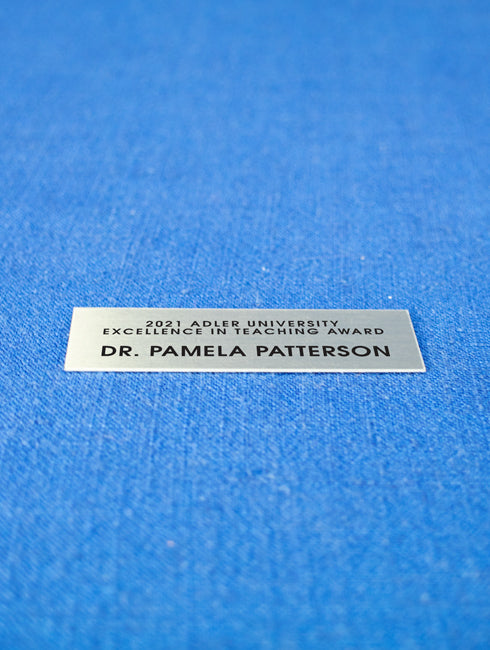 2021 ADLER UNIVERSITY
EXCELLENCE IN TEACHING AWARD
DR. PAMELA PATTERSON